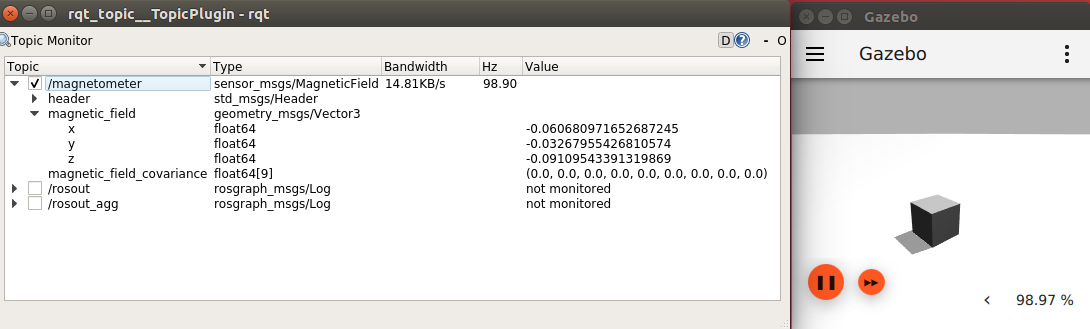 rqt_topic__TopicPlugin - rqt
Topic Monitor D ? - O
Topic Type Bandwidth Hz Value
/magnetometer sensor_msgs/MagneticField 14.81KB/s 98.90
header std_msgs/Header
magnetic_field geometry_msgs/Vector3
x float64 -0.060680971652687245
y float64 -0.03267955426810574
z float64 -0.09109543391319869
magnetic_field_covariance float64[9] (0.0, 0.0, 0.0, 0.0, 0.0, 0.0, 0.0, 0.0, 0.0)
/rosout rosgraph_msgs/Log not monitored
/rosout_agg rosgraph_msgs/Log not monitored
Gazebo
Gazebo
98.97 %